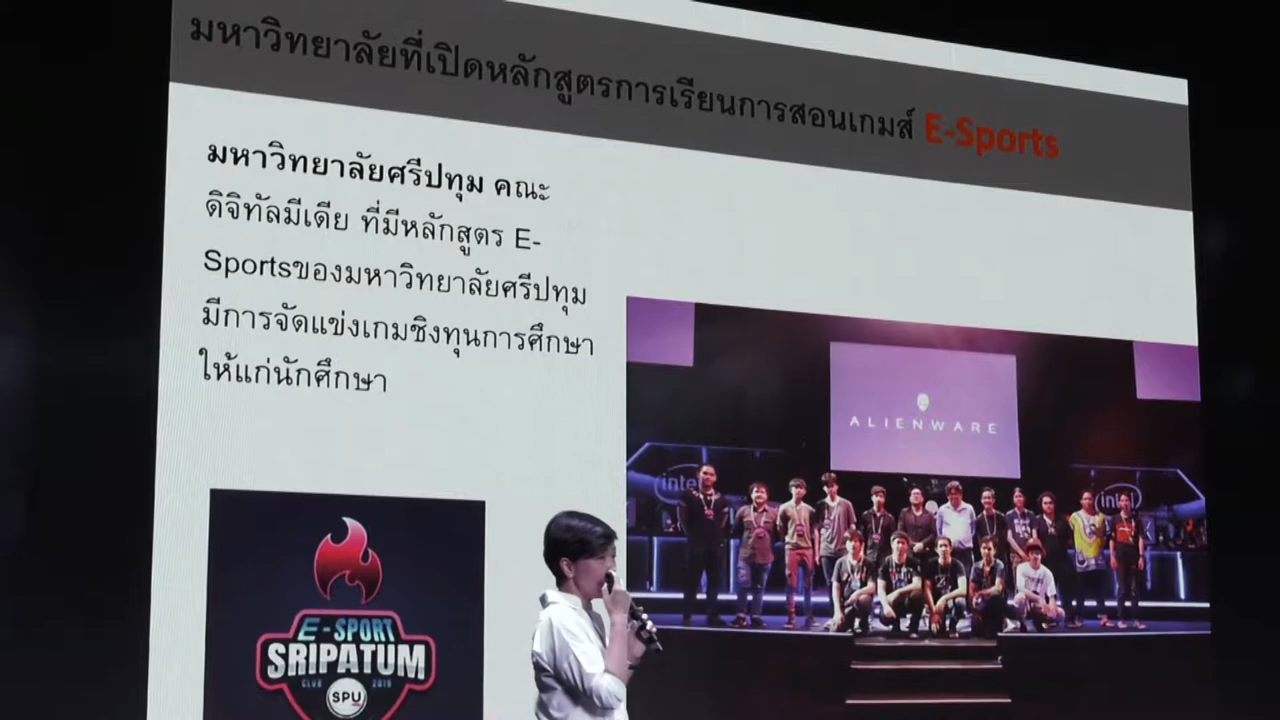 มหาวิทยาลัยที่เปิดหลักสูตรการเรียนการสอนเกมส์ E-Sports
มหาวิทยาลัยศรีปทุม คณะ
ดิจิทัลมีเดีย ที่มีหลักสูตร E-
Sportsของมหาวิทยาลัยศรีปทุม
มีการจัดแข่งเกมชิงทุนการศึกษา
ให้แก่นักศึกษา
ALIENWARE
intel
intel
E-SPORT
SRIPATUM
CLUB 2019
SPU